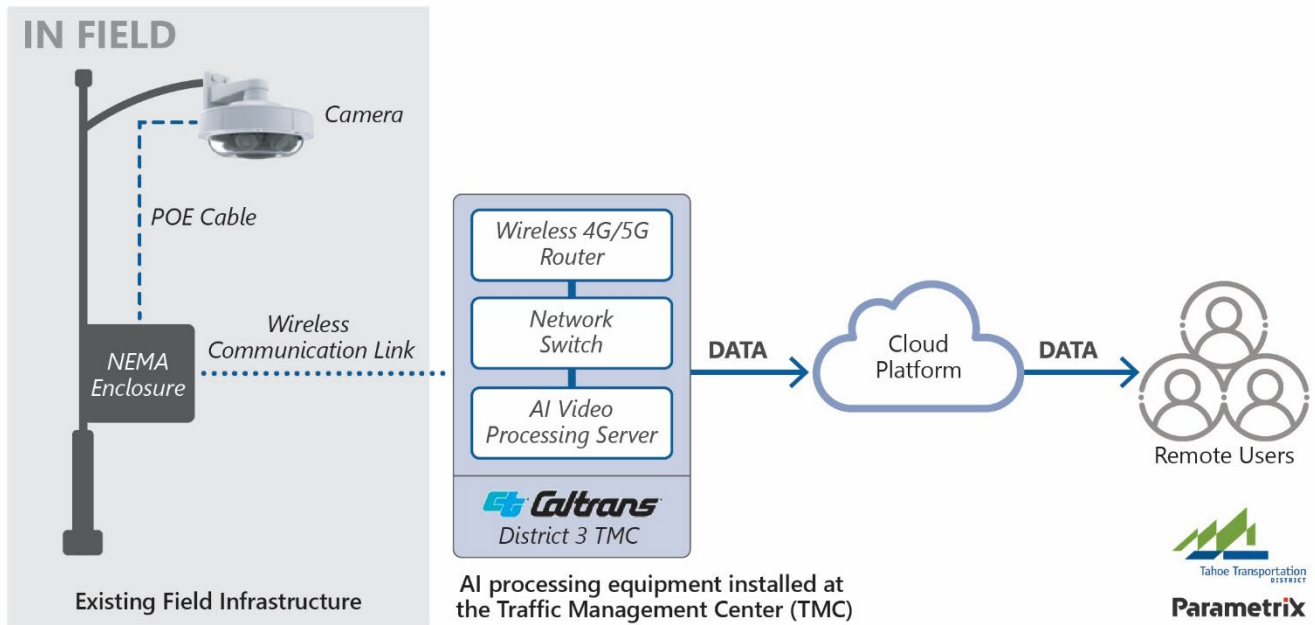 IN FIELD
Camera
POE Cable
NEMA
Enclosure
Wireless
Communication Link
Existing Field Infrastructure
Wireless 4G/5G
Router
Network
Switch
AI Video
Processing Server
Ct Caltrans
District 3 TMC
AI processing equipment installed at
the Traffic Management Center (TMC)
DATA
Cloud
Platform
DATA
Remote Users
Tahoe Transportation
DISTRICT
Parametrix